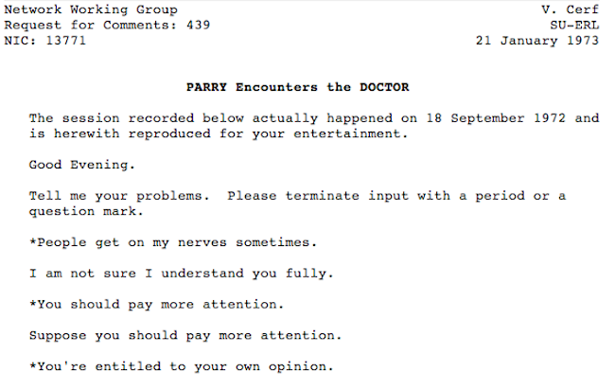 Network Working Group V. Cerf
Request for Comments: 439 SU-ERL
NIC: 13771 21 January 1973
PARRY Encounters the DOCTOR
The session recorded below actually happened on 18 September 1972 and
is herewith reproduced for your entertainment.
Good Evening.
Tell me your problems. Please terminate input with a period or a
question mark.
*People get on my nerves sometimes.
I am not sure I understand you fully.
*You should pay more attention.
Suppose you should pay more attention.
*You're entitled to your own opinion.